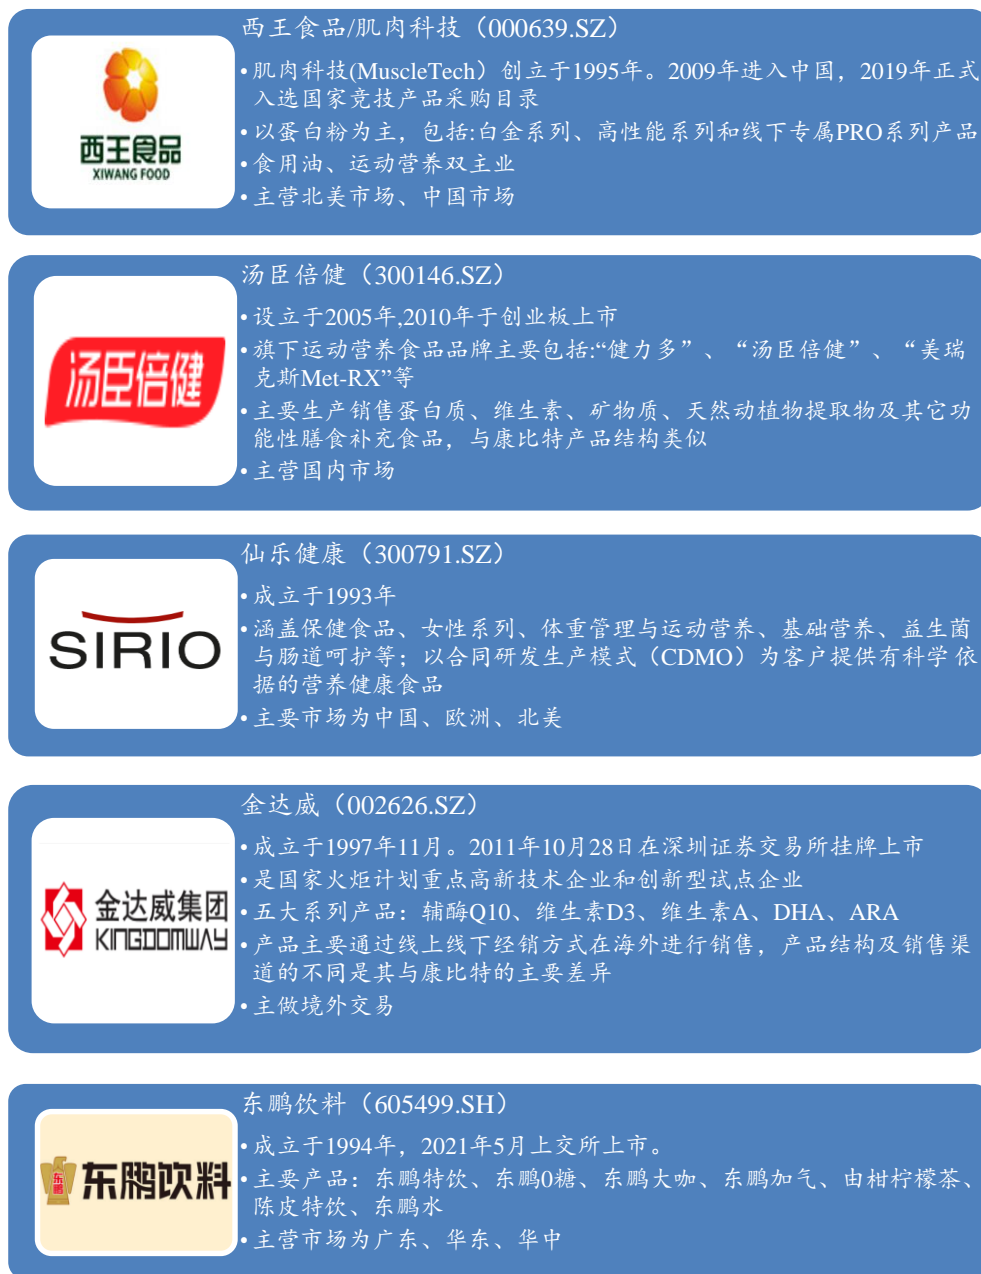 西王食品/肌肉科技（000639.SZ）
西王食品
XIWANG FOOD
•肌肉科技(MuscleTech）创立于1995年。2009年进入中国，2019年正式
入选国家竞技产品采购目录
•以蛋白粉为主，包括:白金系列、高性能系列和线下专属PRO系列产品
•食用油、运动营养双主业
•主营北美市场、中国市场
汤臣倍健（300146.SZ）
汤臣倍健
•设立于2005年,2010年于创业板上市
•旗下运动营养食品品牌主要包括:“健力多”、“汤臣倍健”、“美瑞
克斯Met-RX”等
•主要生产销售蛋白质、维生素、矿物质、天然动植物提取物及其它功
能性膳食补充食品，与康比特产品结构类似
•主营国内市场
仙乐健康（300791.SZ）
SIRIO
•成立于1993年
•涵盖保健食品、女性系列、体重管理与运动营养、基础营养、益生菌
与肠道呵护等；以合同研发生产模式（CDMO）为客户提供有科学 依
据的营养健康食品
•主要市场为中国、欧洲、北美
金达威（002626.SZ）
金达威集团
KINGDOMWAY
•成立于1997年11月。2011年10月28日在深圳证券交易所挂牌上市
•是国家火炬计划重点高新技术企业和创新型试点企业
•五大系列产品：辅酶Q10、维生素D3、维生素A、DHA、ARA
•产品主要通过线上线下经销方式在海外进行销售，产品结构及销售渠
道的不同是其与康比特的主要差异
•主做境外交易
东鹏饮料（605499.SH）
东鹏
东鹏饮料
•成立于1994年，2021年5月上交所上市。
•主要产品：东鹏特饮、东鹏0糖、东鹏大咖、东鹏加气、由柑柠檬茶、
陈皮特饮、东鹏水
•主营市场为广东、华东、华中